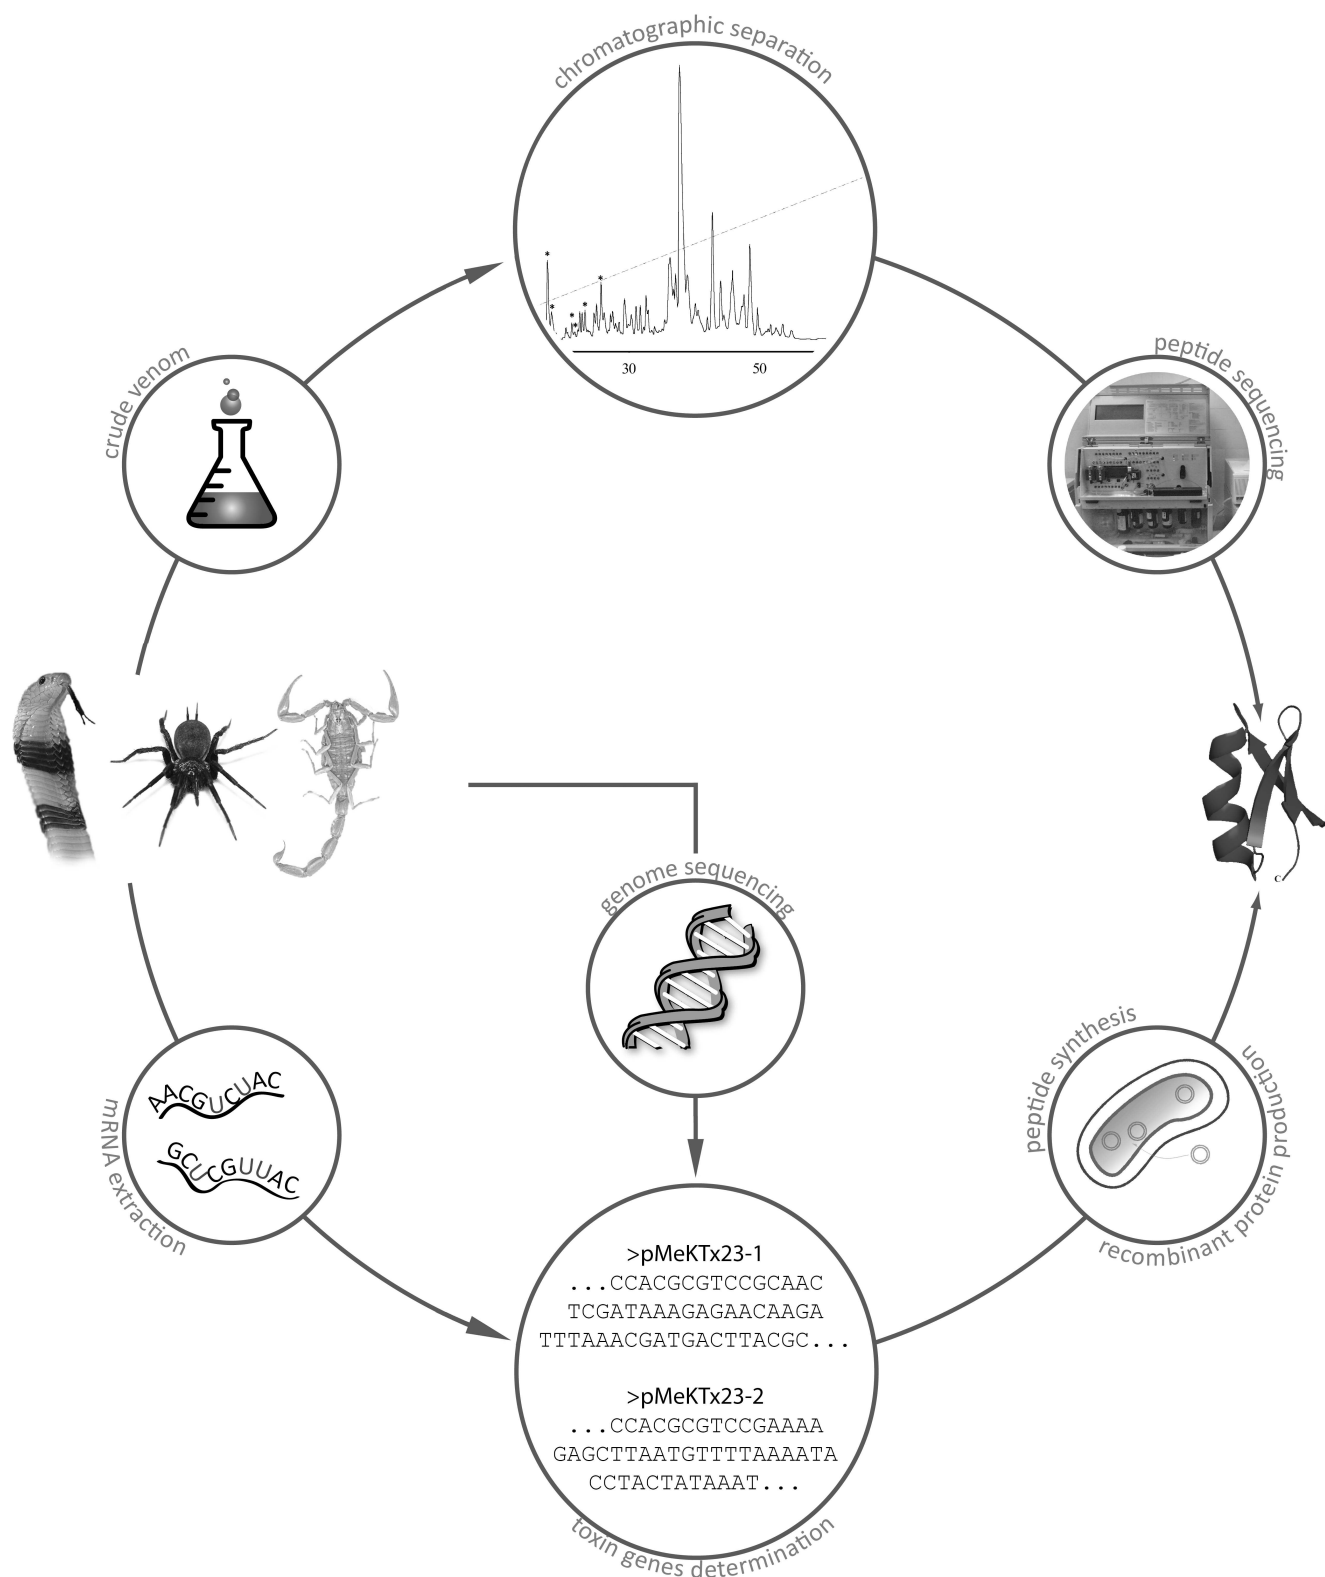 chromatographic separation
*
*
*
*
*
*
30
50
crude venom
peptide sequencing
C
genome sequencing
AACGUCUAC
GCUCGUUAC
mRNA extraction
peptide synthesis
recombinant protein production
>pMeKTx23-1
...CCACGCGTCCGCAAC
TCGATAAAGAGAACAAGA
TTTAAACGATGACTTACGC...
>pMeKTx23-2
...CCACGCGTCCGAAAA
GAGCTTAATGTTTTAAAATA
CCTACTATAAAT...
toxin genes determination